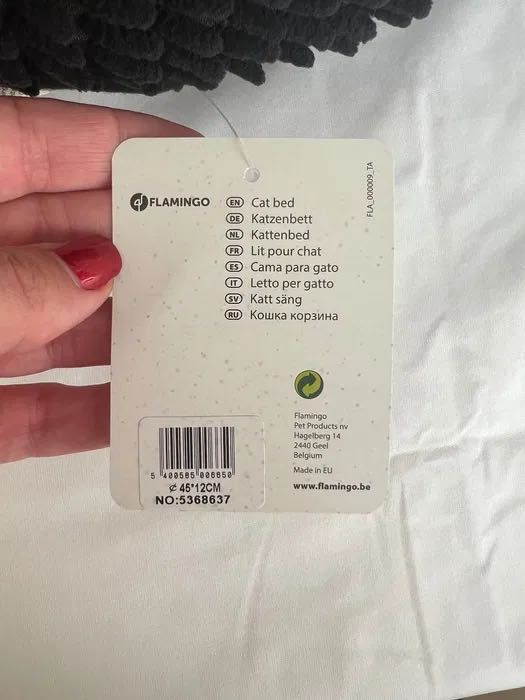 FLAMINGO
EN Cat bed
DE Katzenbett
NL Kattenbed
FR Lit pour chat
ES Cama para gato
IT Letto per gatto
SV Katt säng
RU Кошка корзина
FLA_000009_TA
Flamingo
Pet Products nv
Hagelberg 14
2440 Geel
Belgium
Made in EU
www.flamingo.be
5 400585 006650
⌀ 45*12CM
NO:5368637